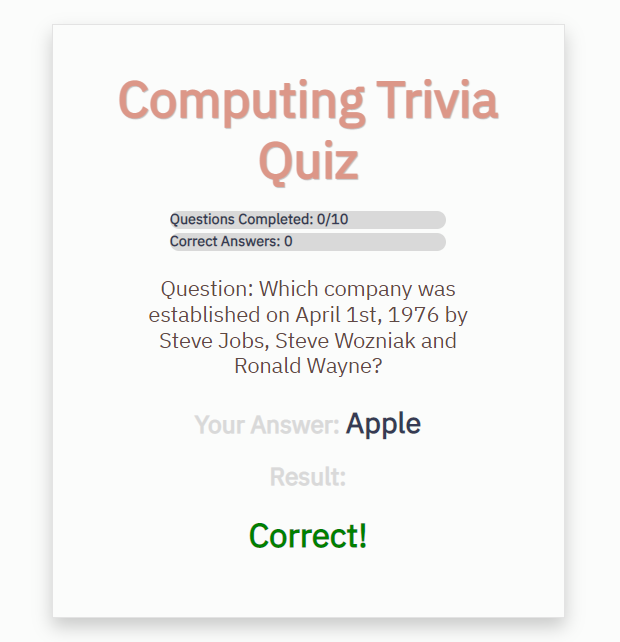 Computing Trivia
Quiz
Questions Completed: 0/10
Correct Answers: 0
Question: Which company was
established on April 1st, 1976 by
Steve Jobs, Steve Wozniak and
Ronald Wayne?
Your Answer: Apple
Result:
Correct!